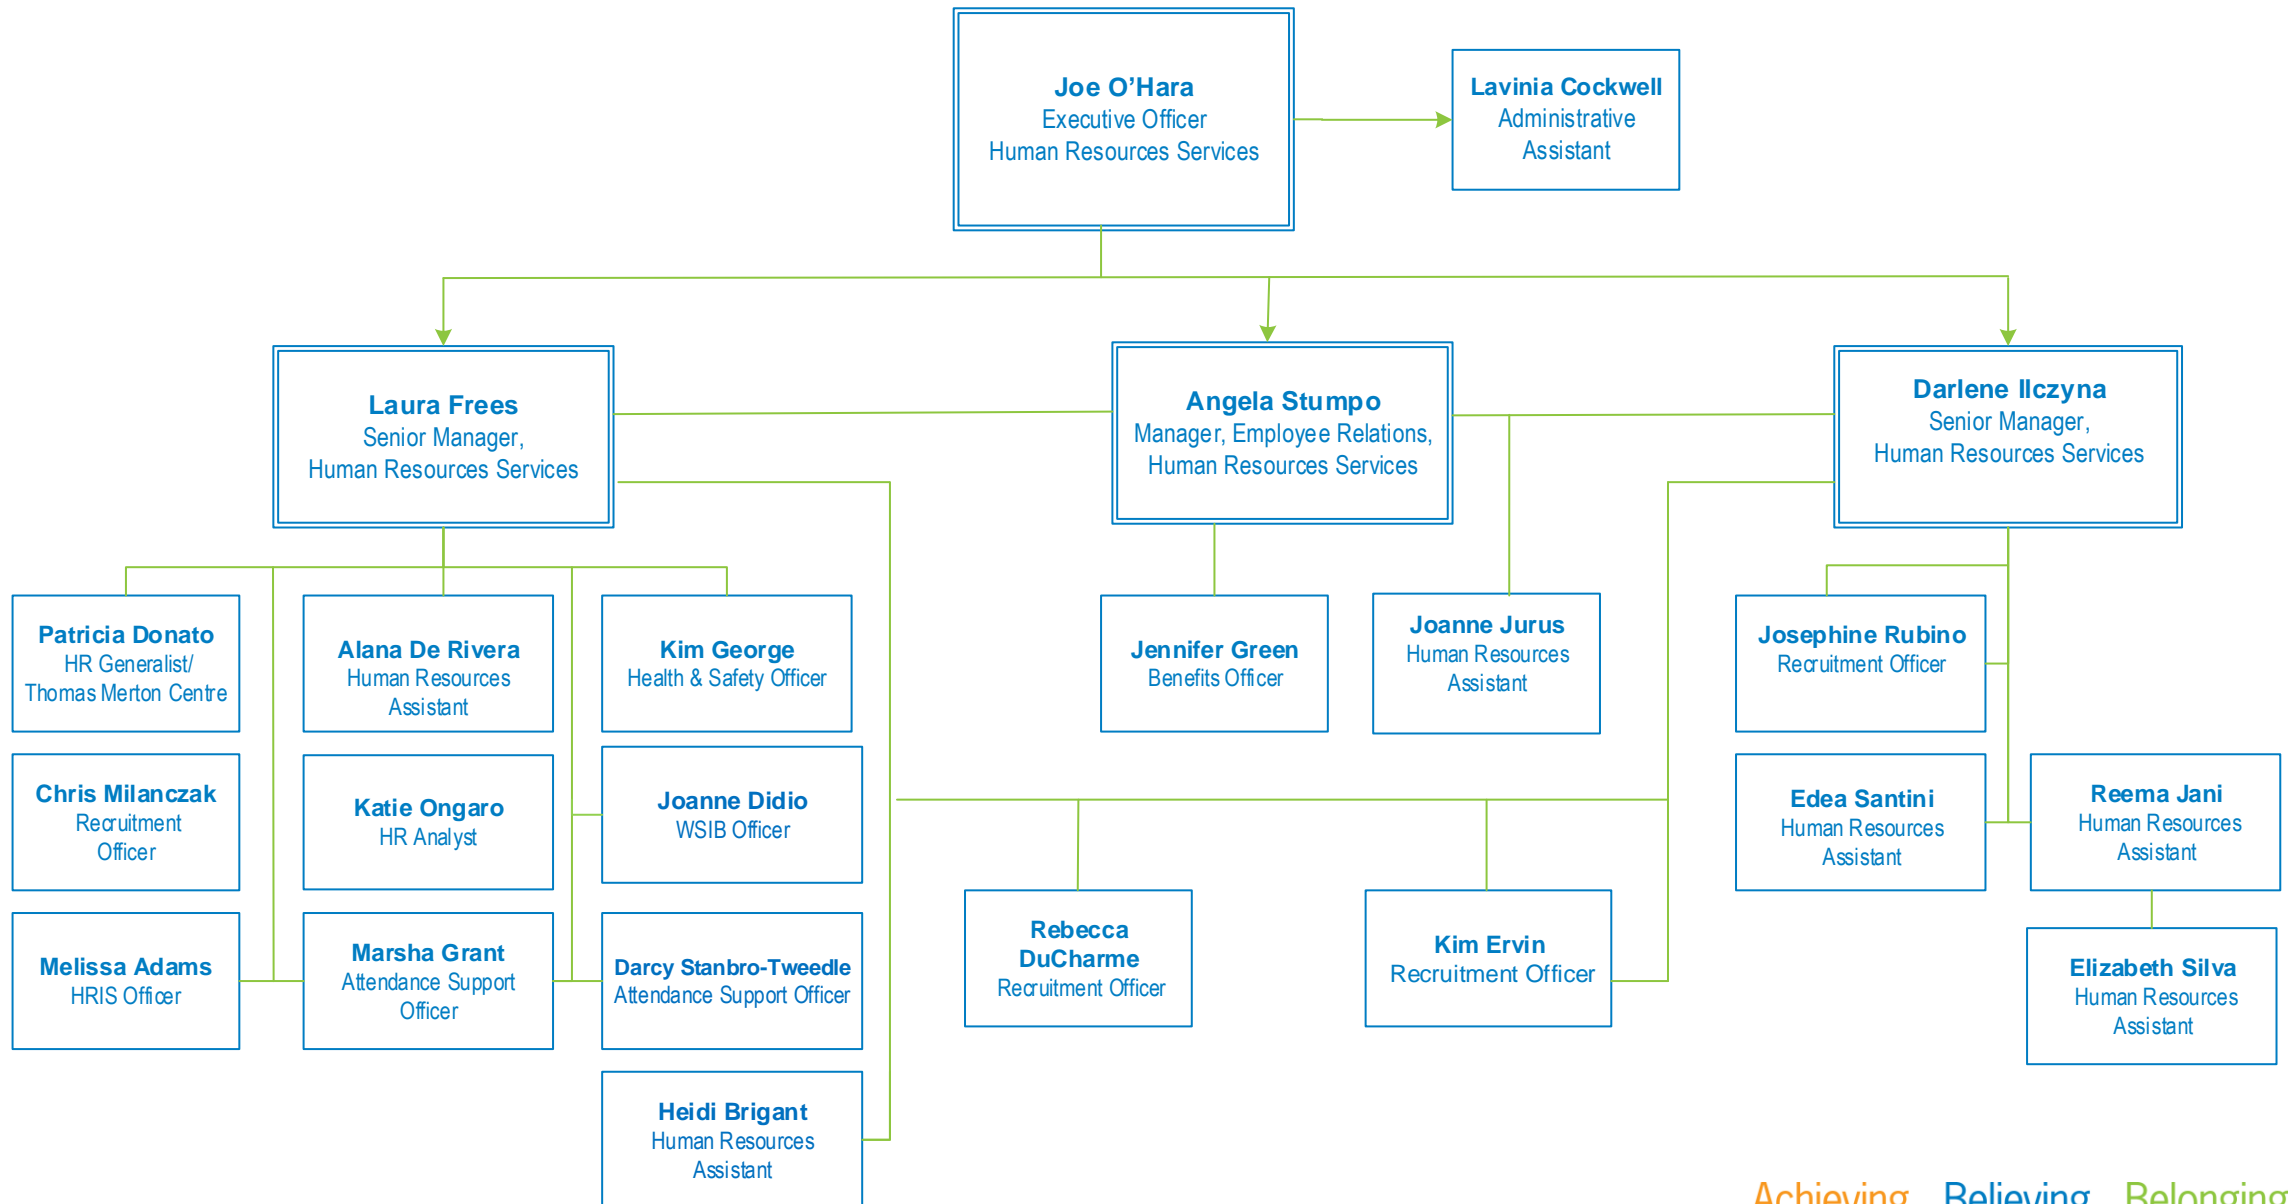 Joe O’Hara
Executive Officer
Human Resources Services
Lavinia Cockwell
Administrative
Assistant
Laura Frees
Senior Manager,
Human Resources Services
Angela Stumpo
Manager, Employee Relations,
Human Resources Services
Darlene Ilczyna
Senior Manager,
Human Resources Services
Patricia Donato
HR Generalist/
Thomas Merton Centre
Alana De Rivera
Human Resources
Assistant
Kim George
Health & Safety Officer
Jennifer Green
Benefits Officer
Joanne Jurus
Human Resources
Assistant
Josephine Rubino
Recruitment Officer
Chris Milanczak
Recruitment
Officer
Katie Ongaro
HR Analyst
Joanne Didio
WSIB Officer
Edea Santini
Human Resources
Assistant
Reema Jani
Human Resources
Assistant
Melissa Adams
HRIS Officer
Marsha Grant
Attendance Support
Officer
Darcy Stanbro-Tweedle
Attendance Support Officer
Rebecca
DuCharme
Recruitment Officer
Kim Ervin
Recruitment Officer
Elizabeth Silva
Human Resources
Assistant
Heidi Brigant
Human Resources
Assistant
Achieving Believing Belonging